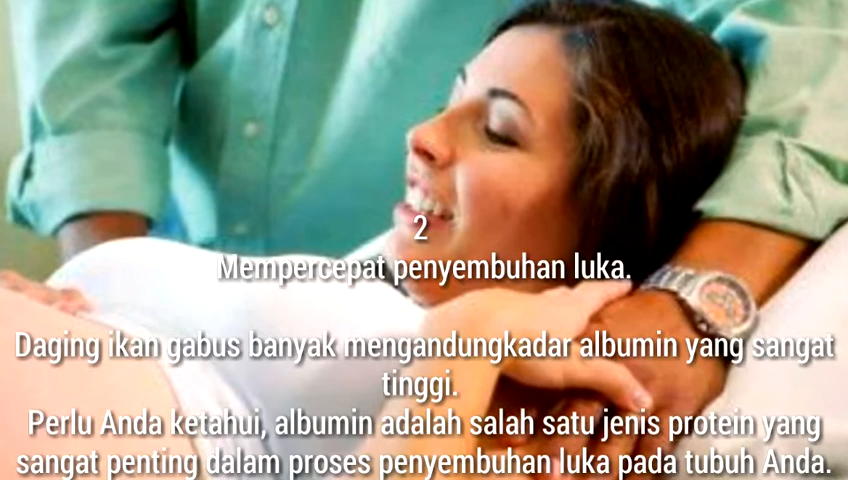 2
Mempercepat penyembuhan luka.
Daging ikan gabus banyak mengandungkadar albumin yang sangat
tinggi.
Perlu Anda ketahui, albumin adalah salah satu jenis protein yang
sangat penting dalam proses penyembuhan luka pada tubuh Anda.